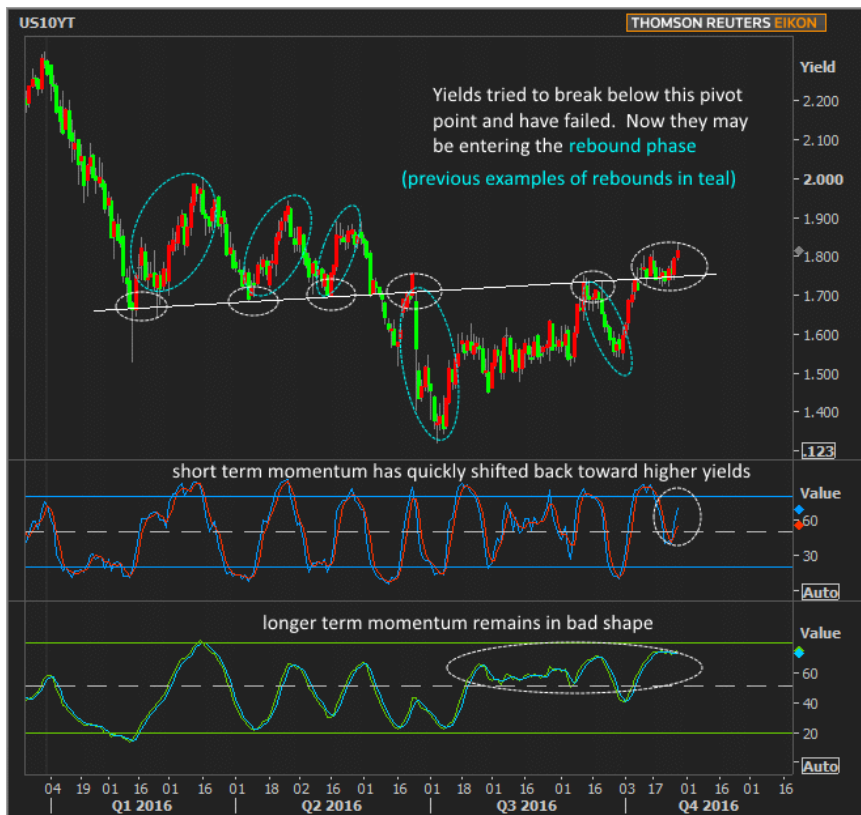 US10YT
THOMSON REUTERS EIKON
Yield
Yields tried to break below this pivot
point and have failed. Now they may
be entering the rebound phase
(previous examples of rebounds in teal)
2.200
2.100
2.000
1.900
1.800
1.700
1.600
1.500
1.400
.123
short term momentum has quickly shifted back toward higher yields
Value
60
30
Auto
longer term momentum remains in bad shape
Value
60
40
20
Auto
04 19 01 16 01 16 01 18 02 16 01 16 01 18 01 16 01 16 03 17 01 16 01 16
Q1 2016 Q2 2016 Q3 2016 Q4 2016